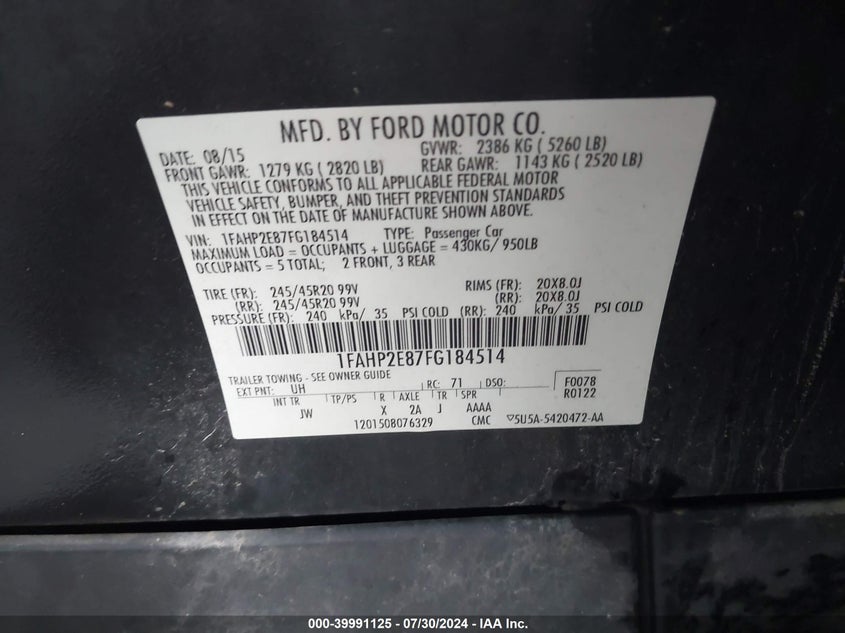 MFD. BY FORD MOTOR CO.
DATE: 08/15 GVWR: 2386 KG ( 5260 LB)
FRONT GAWR: 1279 KG ( 2820 LB) REAR GAWR: 1143 KG ( 2520 LB)
THIS VEHICLE CONFORMS TO ALL APPLICABLE FEDERAL MOTOR
VEHICLE SAFETY, BUMPER, AND THEFT PREVENTION STANDARDS
IN EFFECT ON THE DATE OF MANUFACTURE SHOWN ABOVE.
VIN: 1FAHP2E87FG184514 TYPE: Passenger Car
MAXIMUM LOAD = OCCUPANTS + LUGGAGE = 430KG/ 950LB
OCCUPANTS = 5 TOTAL; 2 FRONT, 3 REAR
TIRE (FR): 245/45R20 99V RIMS (FR): 20X8.0J
(RR): 245/45R20 99V (RR): 20X8.0J
PRESSURE (FR): 240 kPa/ 35 PSI COLD (RR): 240 kPa/ 35 PSI COLD
1FAHP2E87FG184514
TRAILER TOWING - SEE OWNER GUIDE
EXT PNT: UH RC: 71 DSO: F0078
INT TR TP/PS R AXLE TR SPR R0122
JW X 2A J AAAA
1201508076329 CMC ▽5U5A-5420472-AA
000-39991125 - 07/30/2024 - IAA Inc.